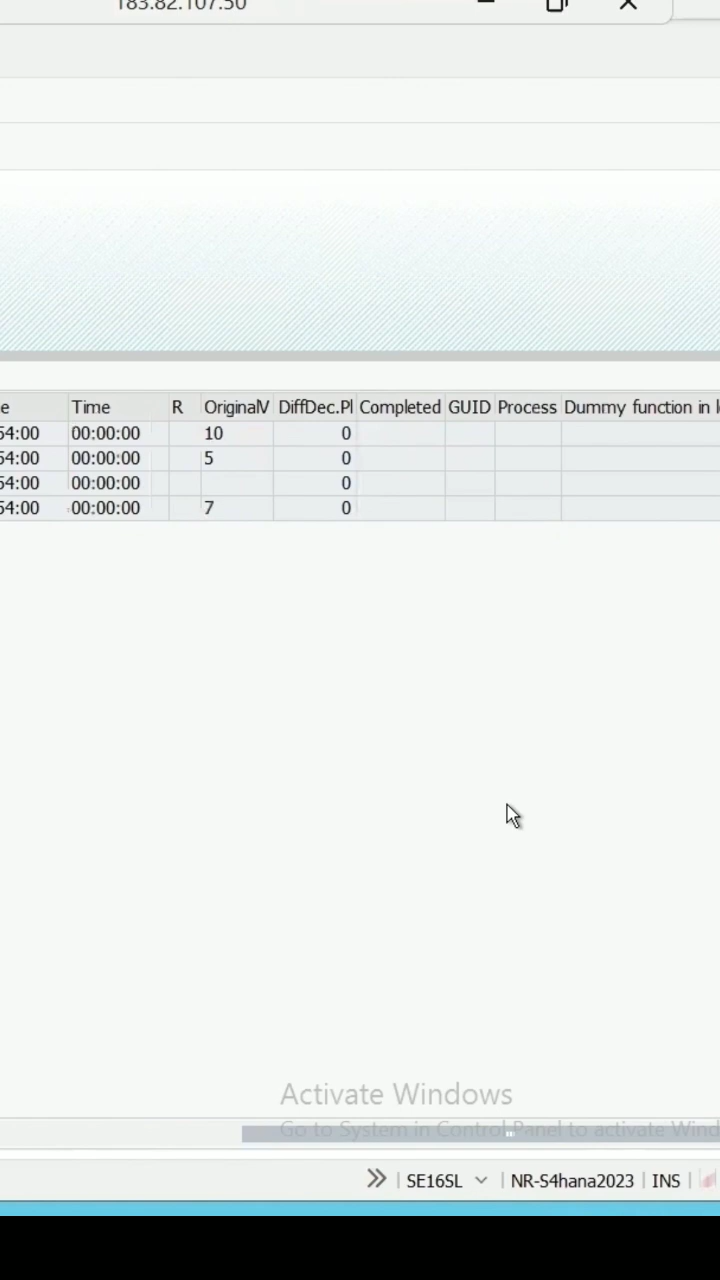 183.82.107.50
e Time R OriginalV DiffDec.Pl Completed GUID Process Dummy function in l
54:00 00:00:00 10 0
54:00 00:00:00 5 0
54:00 00:00:00 0
54:00 00:00:00 7 0
Activate Windows
Go to System in Control Panel to activate Wind
SE16SL NR-S4hana2023 INS